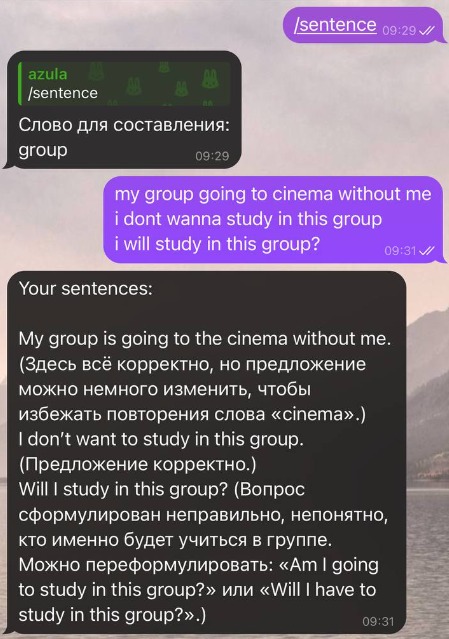 /sentence 09:29
azula
/sentence
Слово для составления:
group
09:29
my group going to cinema without me
i dont wanna study in this group
i will study in this group?
09:31
Your sentences:
My group is going to the cinema without me.
(Здесь всё корректно, но предложение
можно немного изменить, чтобы
избежать повторения слова «cinema».)
I don’t want to study in this group.
(Предложение корректно.)
Will I study in this group? (Вопрос
сформулирован неправильно, непонятно,
кто именно будет учиться в группе.
Можно переформулировать: «Am I going
to study in this group?» или «Will I have to
study in this group?».)
09:31